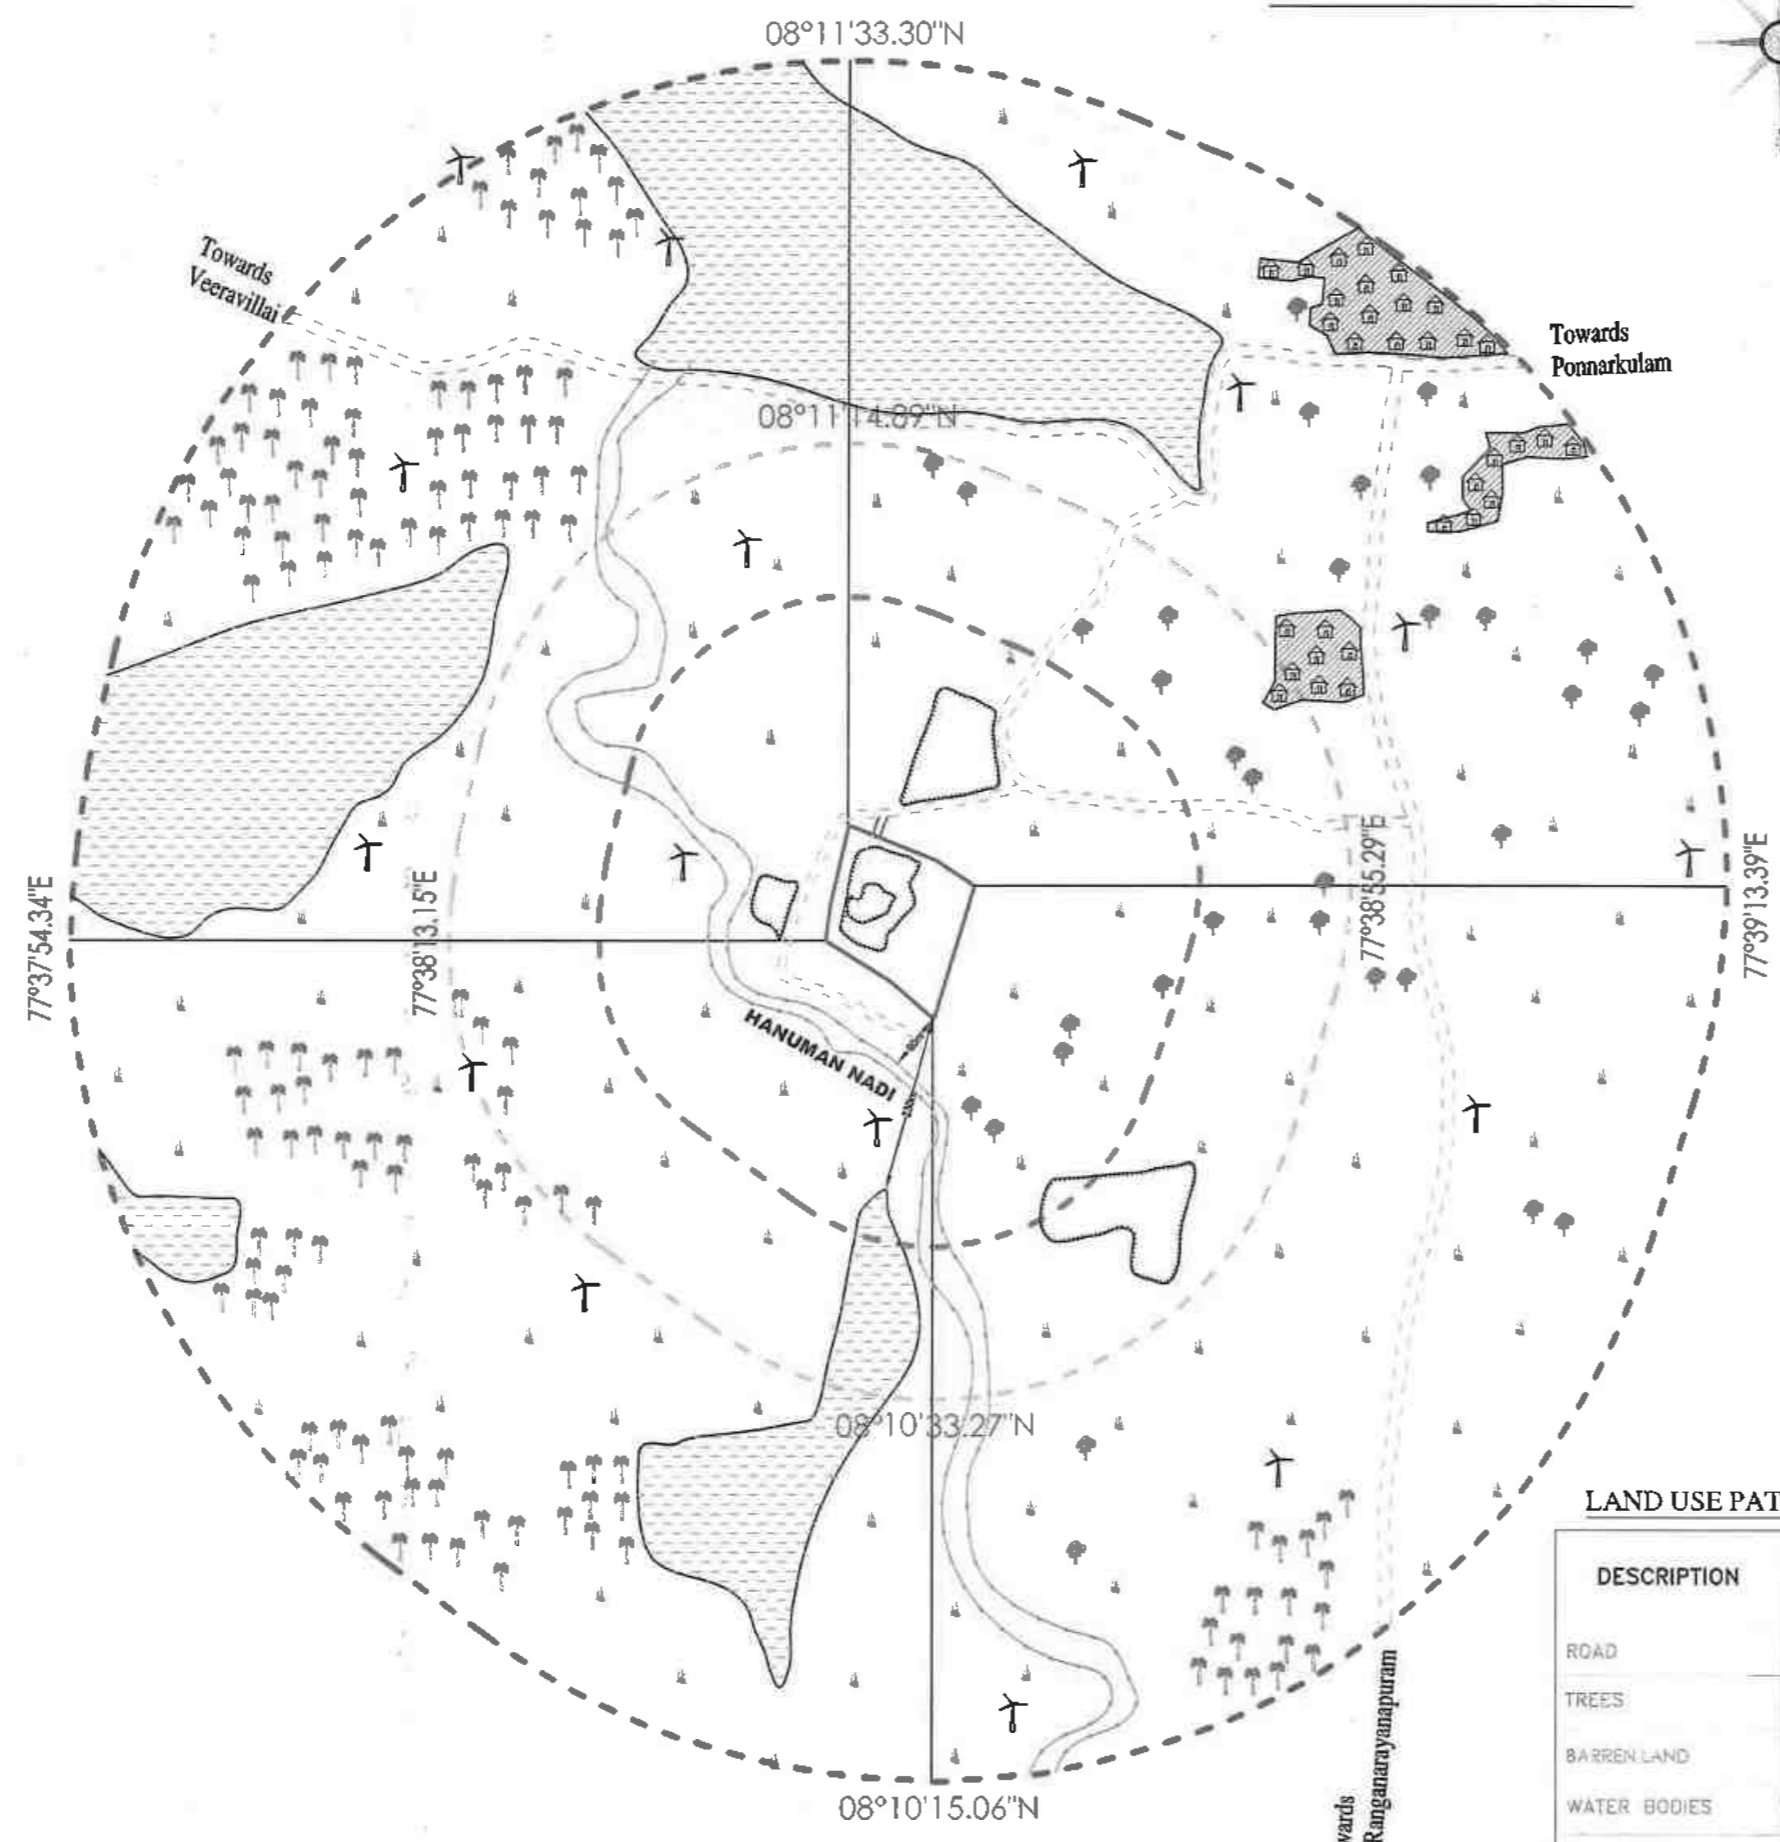 08°11'33.30"N
Towards
Veeravillai
Towards
Ponnarkulam
08°11'14.89"N
77°37'54.34"E
77°38'13.15"E
77°38'55.29"E
77°39'13.39"E
HANUMAN NADI
08°10'33.27"N
LAND USE PAT
DESCRIPTION
ROAD
TREES
BARREN LAND
WATER BODIES
08°10'15.06"N
wards
Ranganarayanapuram